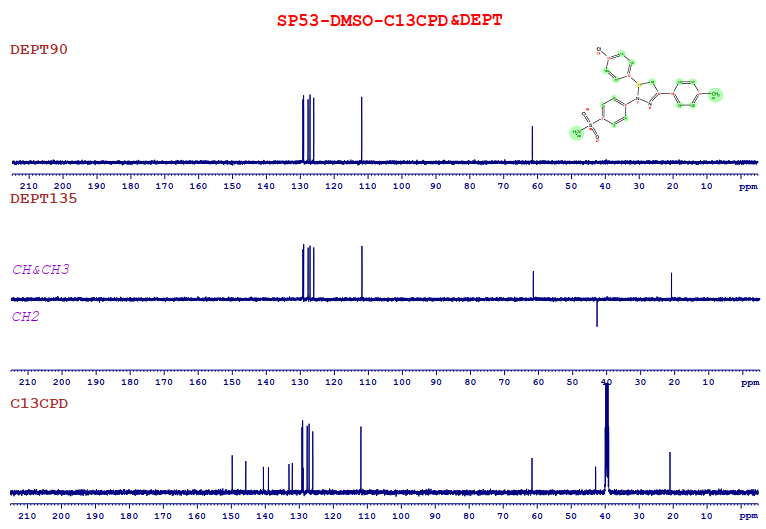 SP53-DMSO-C13CPD&DEPT
DEPT90
210 200 190 180 170 160 150 140 130 120 110 100 90 80 70 60 50 40 30 20 10 ppm
DEPT135
CH&CH3
CH2
210 200 190 180 170 160 150 140 130 120 110 100 90 80 70 60 50 40 30 20 10 ppm
C13CPD
210 200 190 180 170 160 150 140 130 120 110 100 90 80 70 60 50 40 30 20 10 ppm